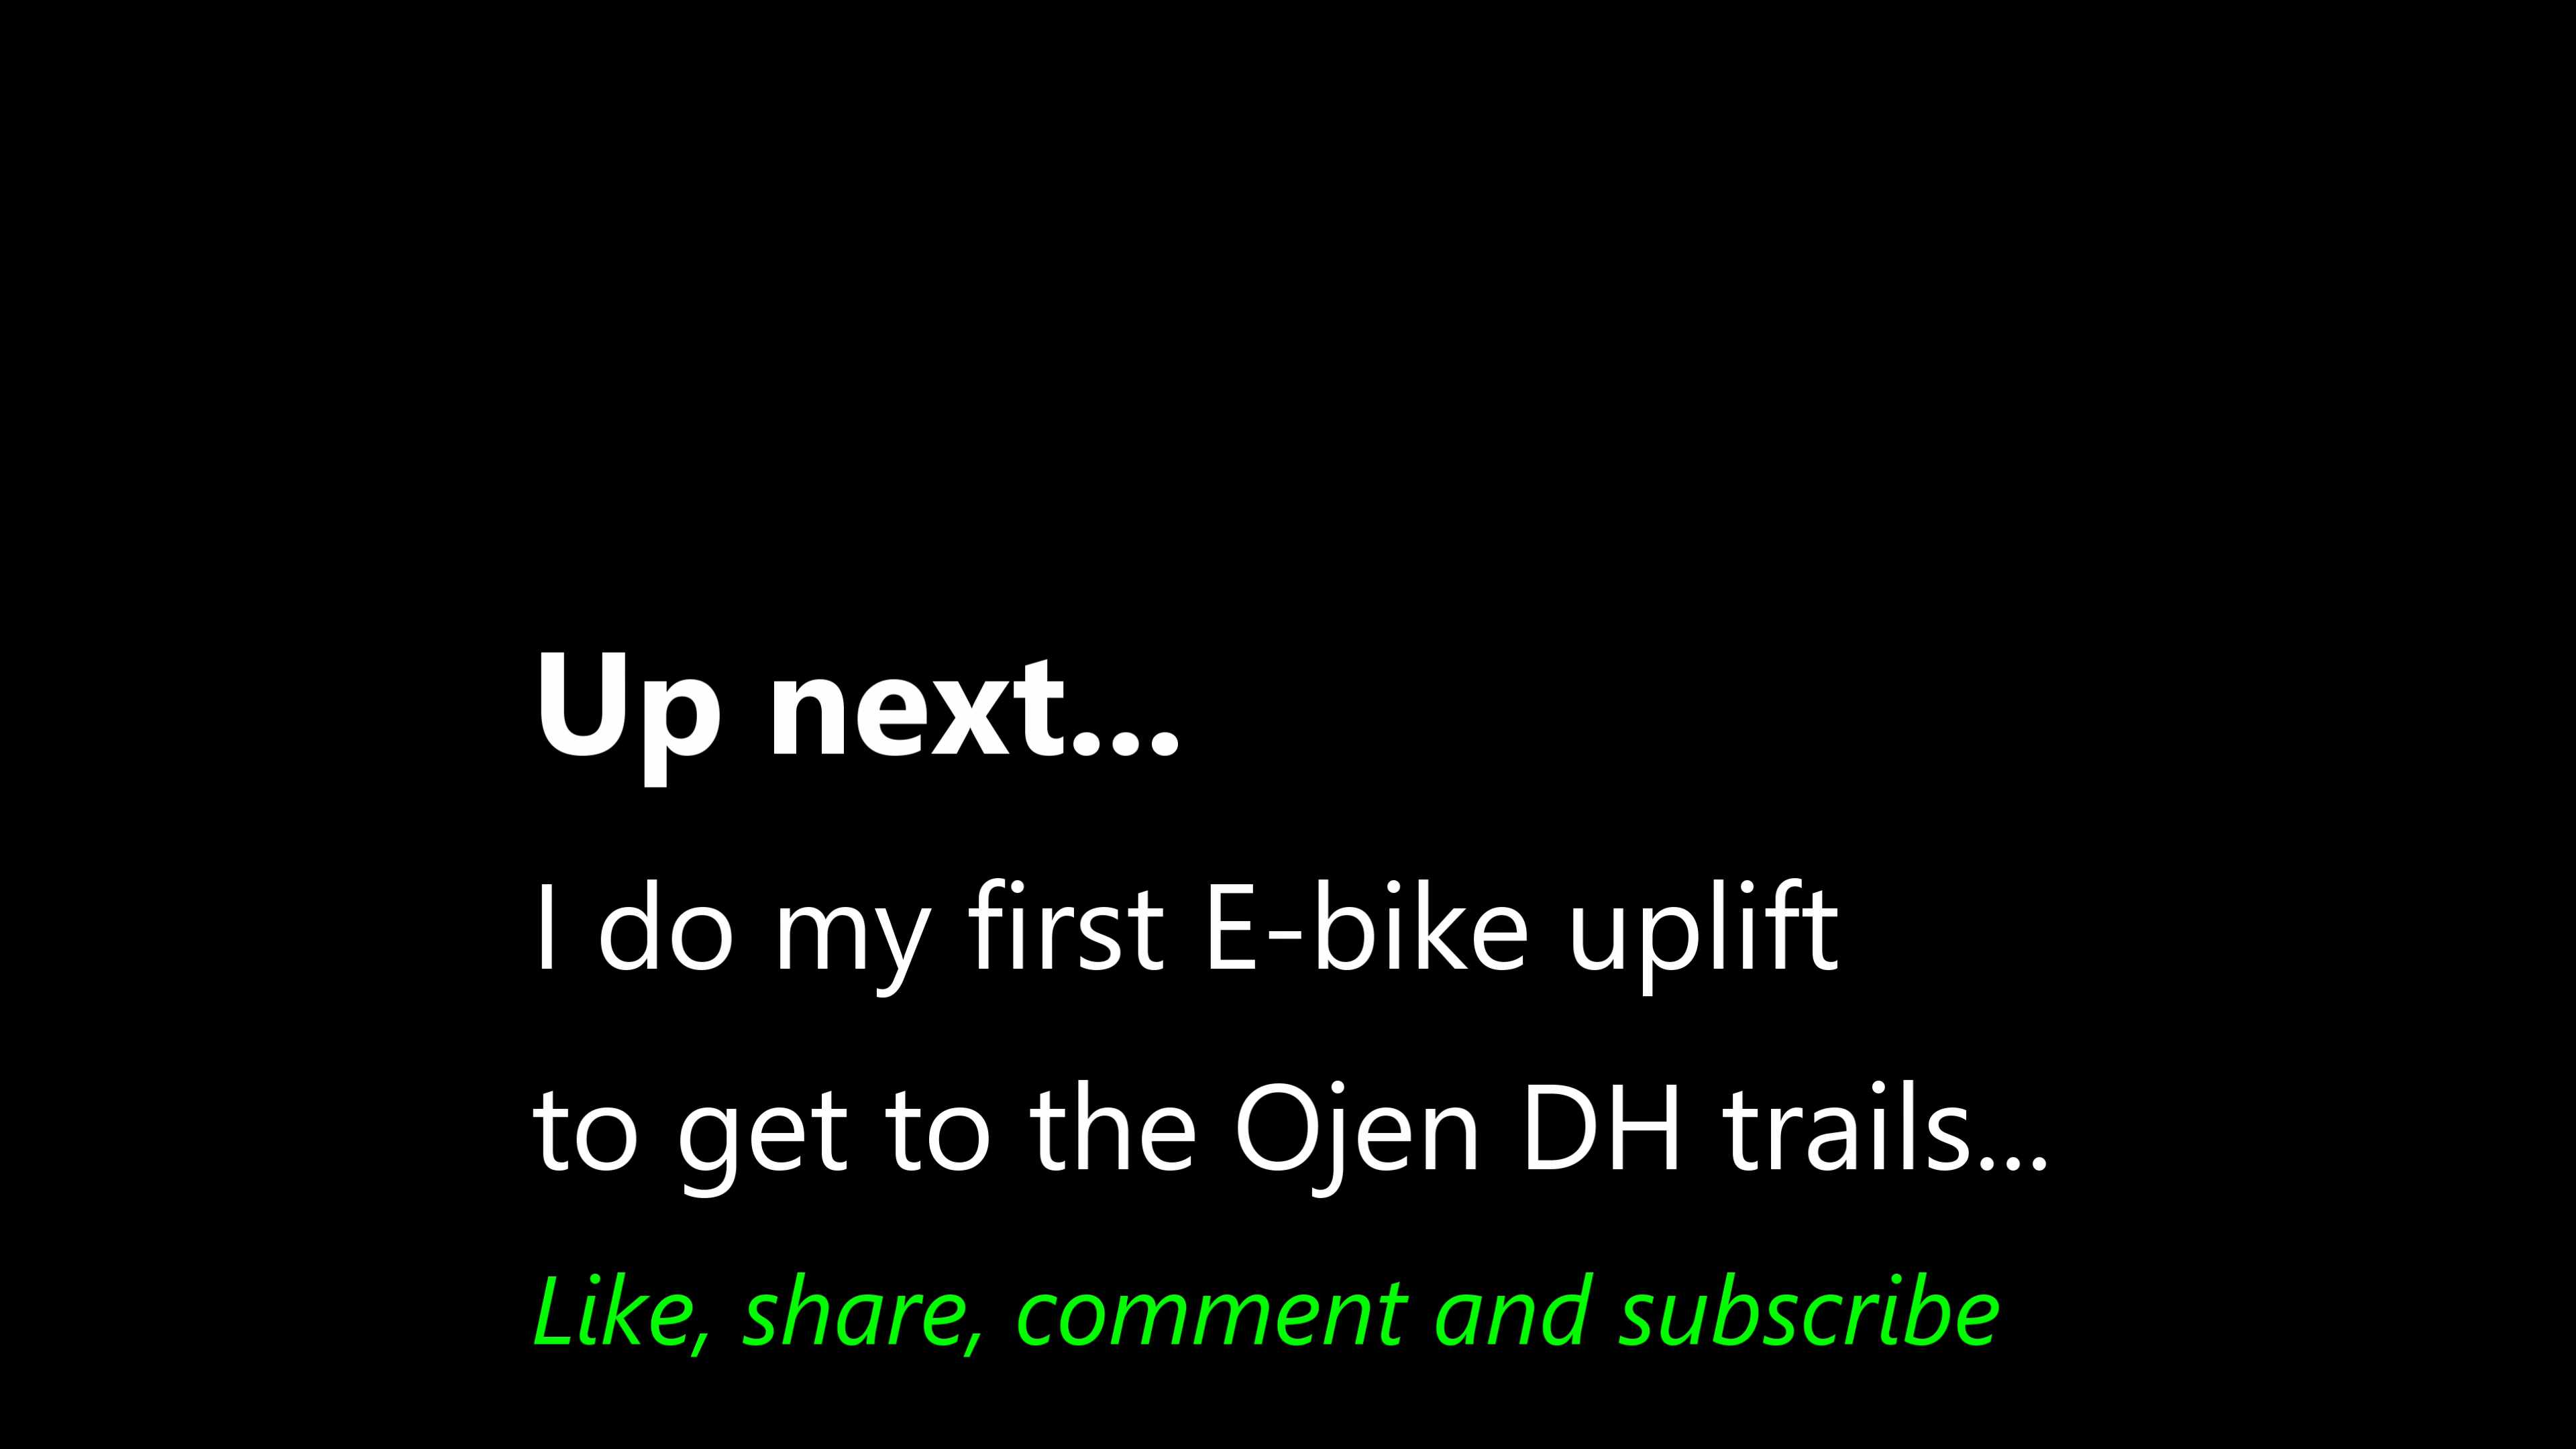 Up next...
I do my first E-bike uplift
to get to the Ojen DH trails...
Like, share, comment and subscribe